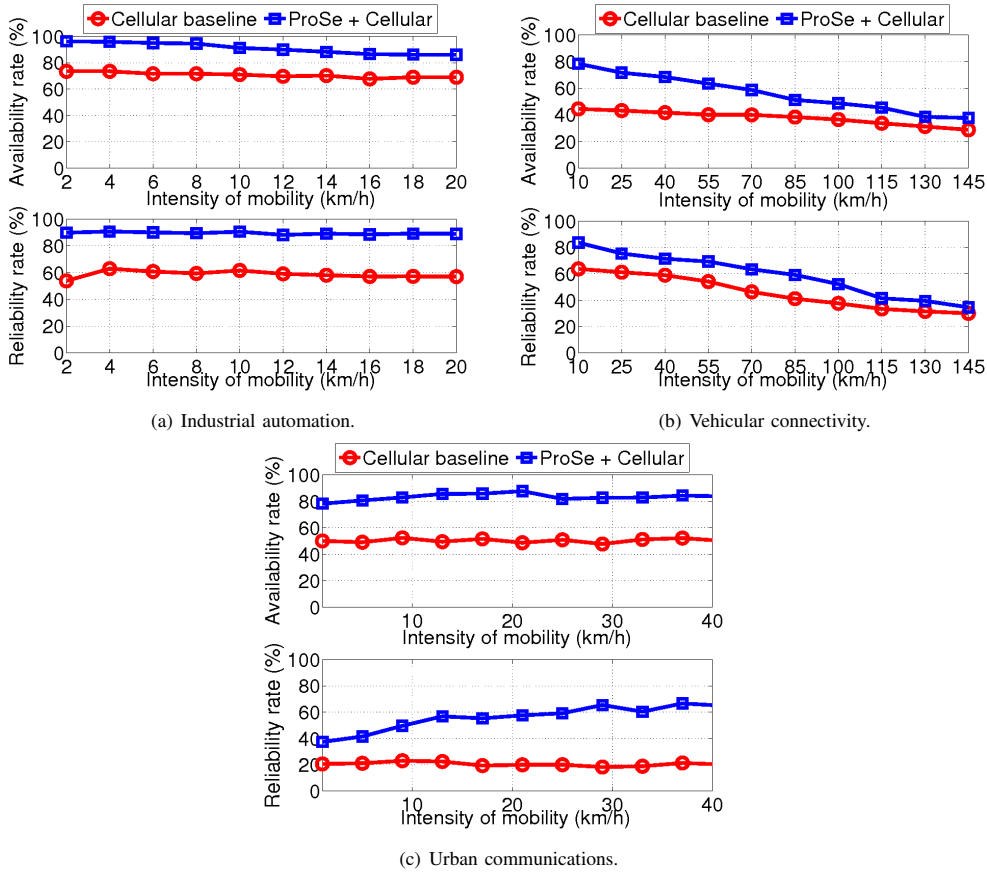 Cellular baseline ProSe + Cellular
Availability rate (%)
100
80
60
40
20
0
2 4 6 8 10 12 14 16 18 20
Intensity of mobility (km/h)
Reliability rate (%)
100
80
60
40
20
0
2 4 6 8 10 12 14 16 18 20
Intensity of mobility (km/h)
(a) Industrial automation.
Cellular baseline ProSe + Cellular
Availability rate (%)
100
80
60
40
20
0
10 25 40 55 70 85 100 115 130 145
Intensity of mobility (km/h)
Reliability rate (%)
100
80
60
40
20
0
10 25 40 55 70 85 100 115 130 145
Intensity of mobility (km/h)
(b) Vehicular connectivity.
Cellular baseline ProSe + Cellular
Availability rate (%)
100
80
60
40
20
0
10 20 30 40
Intensity of mobility (km/h)
Reliability rate (%)
100
80
60
40
20
0
10 20 30 40
Intensity of mobility (km/h)
(c) Urban communications.